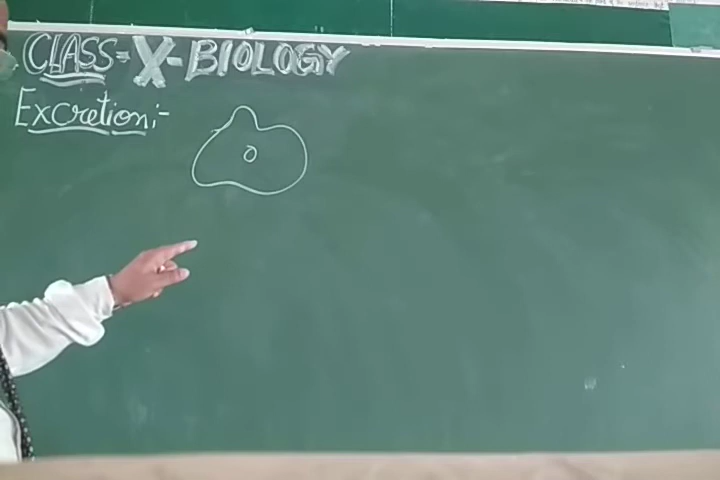 CLASS = X - BIOLOGY
Excretion :-